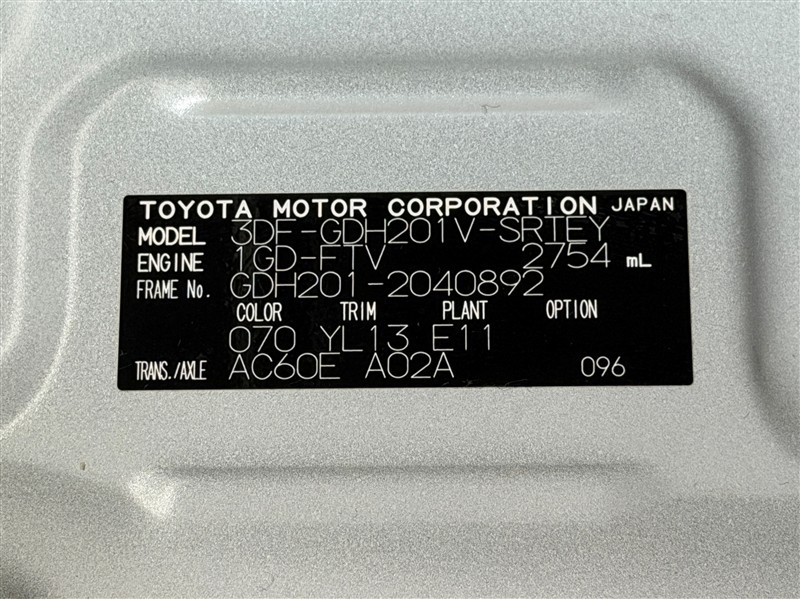 TOYOTA MOTOR CORPORATION JAPAN
MODEL 3DF-GDH201V-SRTEY
ENGINE 1GD-FTV 2754 mL
FRAME No. GDH201-2040892
COLOR TRIM PLANT OPTION
070 YL13 E11
TRANS./AXLE AC60E A02A 096